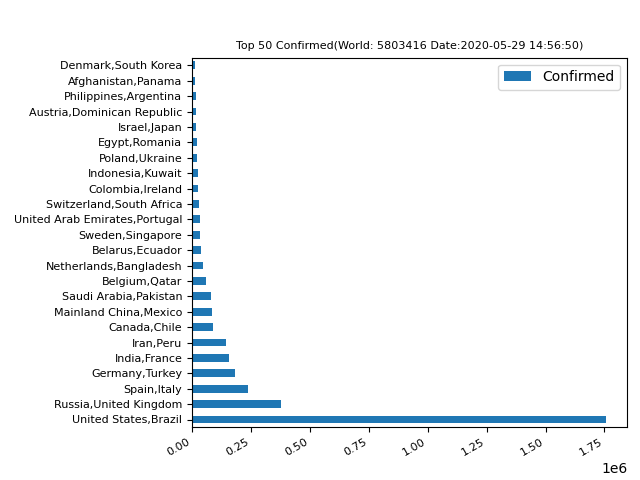 Top 50 Confirmed(World: 5803416 Date:2020-05-29 14:56:50)
Confirmed
Denmark,South Korea
Afghanistan,Panama
Philippines,Argentina
Austria,Dominican Republic
Israel,Japan
Egypt,Romania
Poland,Ukraine
Indonesia,Kuwait
Colombia,Ireland
Switzerland,South Africa
United Arab Emirates,Portugal
Sweden,Singapore
Belarus,Ecuador
Netherlands,Bangladesh
Belgium,Qatar
Saudi Arabia,Pakistan
Mainland China,Mexico
Canada,Chile
Iran,Peru
India,France
Germany,Turkey
Spain,Italy
Russia,United Kingdom
United States,Brazil
0.00 0.25 0.50 0.75 1.00 1.25 1.50 1.75
1e6